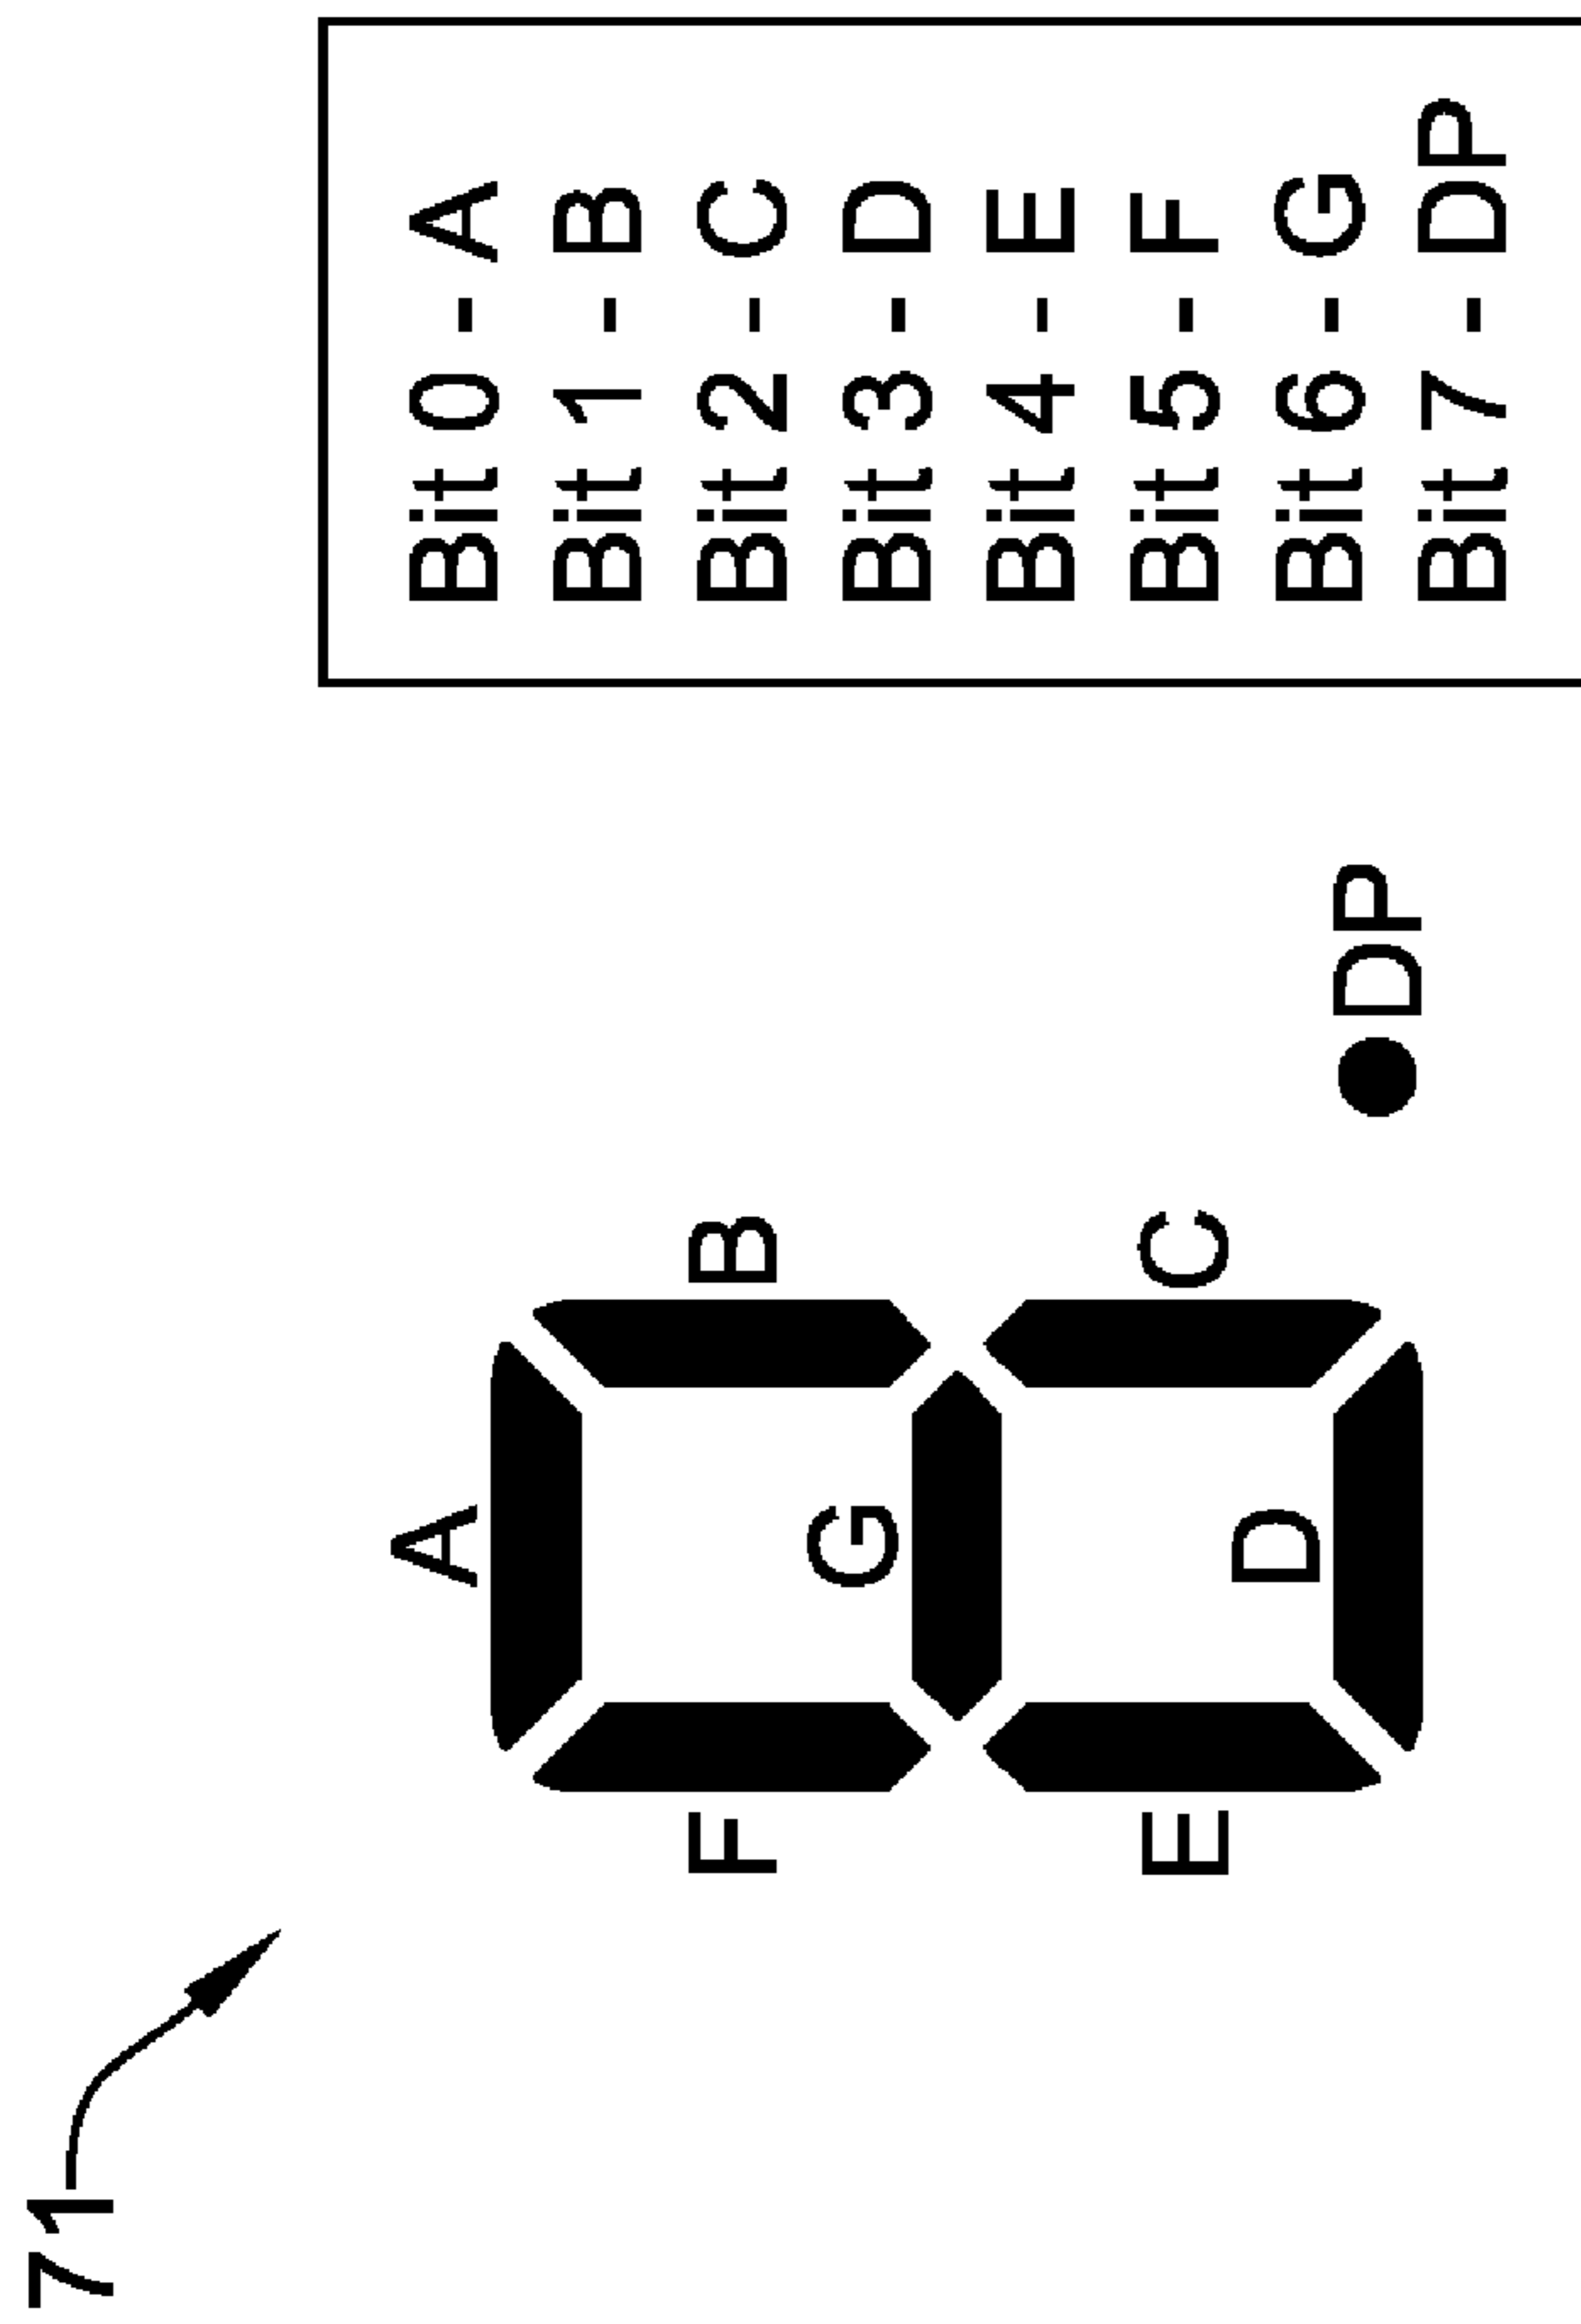 71
A
F
B
G
E
C
D
DP
Bit 0 - A
Bit 1 - B
Bit 2 - C
Bit 3 - D
Bit 4 - E
Bit 5 - F
Bit 6 - G
Bit 7 - DP